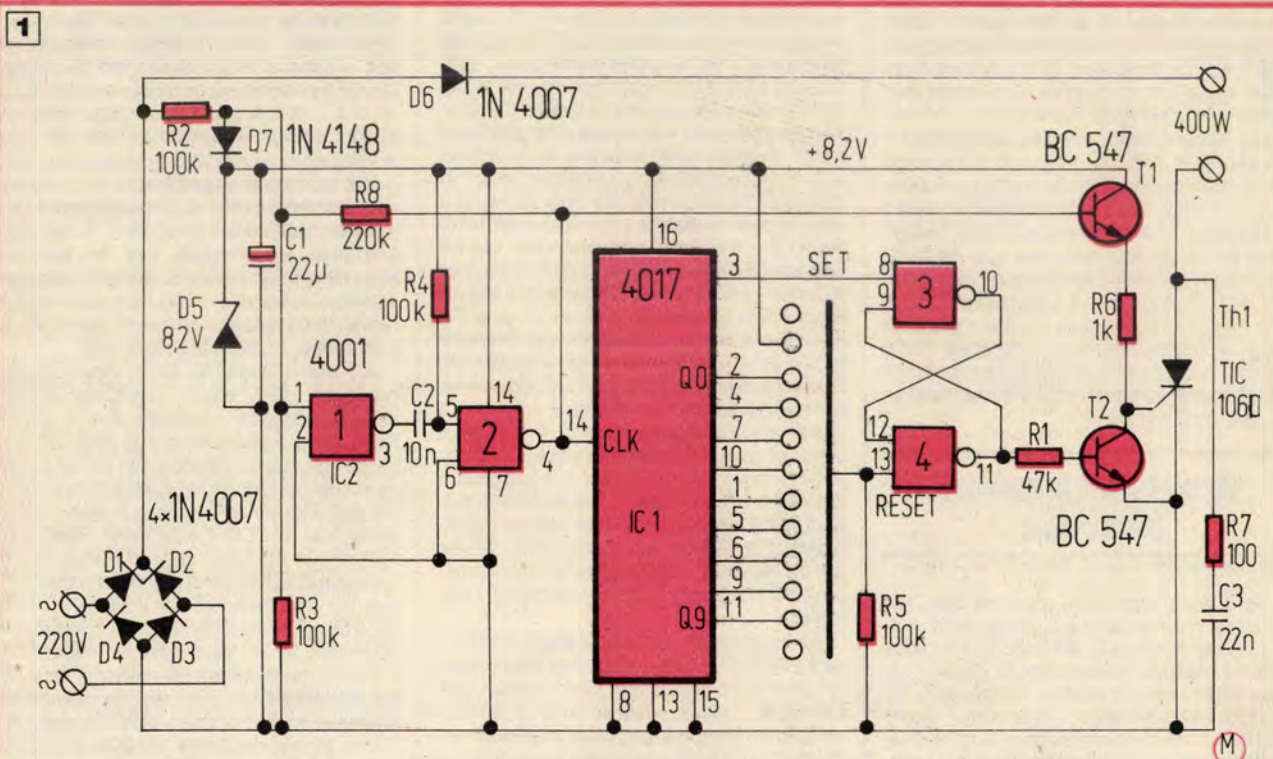 1
D6
1N 4007
400W
R2
100k
D7
1N 4148
+8,2V
BC 547
T1
R8
220k
C1
22µ
R4
100k
16
4017
3
SET
8
9
3
10
R6
1k
Th1
D5
8,2V
TIC
106D
4001
1
2
1
3
IC2
C2
10n
5
6
14
2
4
7
14
CLK
Q0
2
4
7
10
1
5
6
9
11
Q9
IC 1
12
13
4
11
RESET
R1
47k
T2
BC 547
R7
100
4×1N4007
D1
D2
220V
D4
D3
R3
100k
R5
100k
C3
22n
8
13
15
M